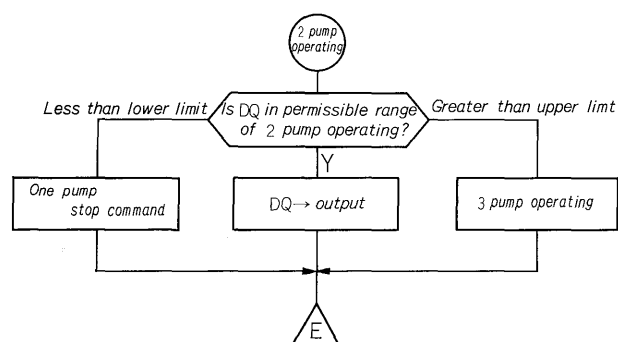 2 pump
operating
Less than lower limit
Is DQ in permissible range
of 2 pump operating?
Greater than upper limt
Y
One pump
stop command
DQ→ output
3 pump operating
E